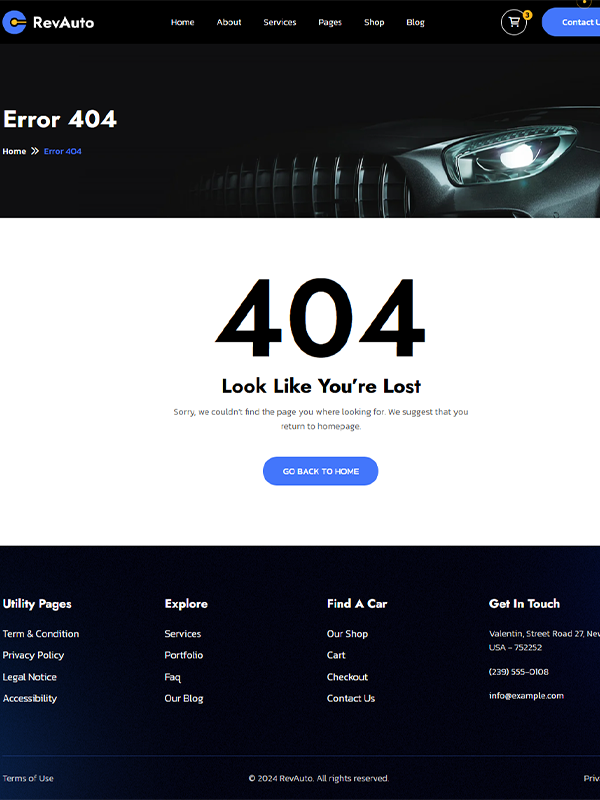 RevAuto
Home About Services Pages Shop Blog
3
Contact U
Error 404
Home Error 404
404
Look Like You're Lost
Sorry, we couldn't find the page you where looking for. We suggest that you
return to homepage.
GO BACK TO HOME
Utility Pages
Term & Condition
Privacy Policy
Legal Notice
Accessibility
Explore
Services
Portfolio
Faq
Our Blog
Find A Car
Our Shop
Cart
Checkout
Contact Us
Get In Touch
Valentin, Street Road 27, New
USA - 752252
(239) 555-0108
info@example.com
Terms of Use
© 2024 RevAuto. All rights reserved.
Priv